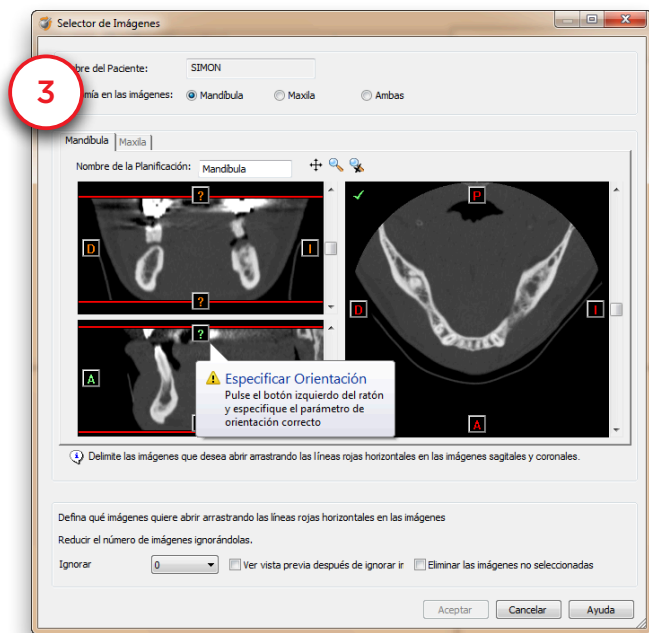 Selector de Imágenes
3
bre del Paciente: SIMON
mía en las imágenes: Mandíbula Maxila Ambas
Mandíbula Maxila
Nombre de la Planificación: Mandíbula
?
D I
?
?
A
P
D I
A
Especificar Orientación
Pulse el botón izquierdo del ratón
y especifique el parámetro de
orientación correcto
Delimite las imágenes que desea abrir arrastrando las líneas rojas horizontales en las imágenes sagitales y coronales.
Defina qué imágenes quiere abrir arrastrando las líneas rojas horizontales en las imágenes
Reducir el número de imágenes ignorándolas.
Ignorar 0 Ver vista previa después de ignorar ir Eliminar las imágenes no seleccionadas
Aceptar Cancelar Ayuda